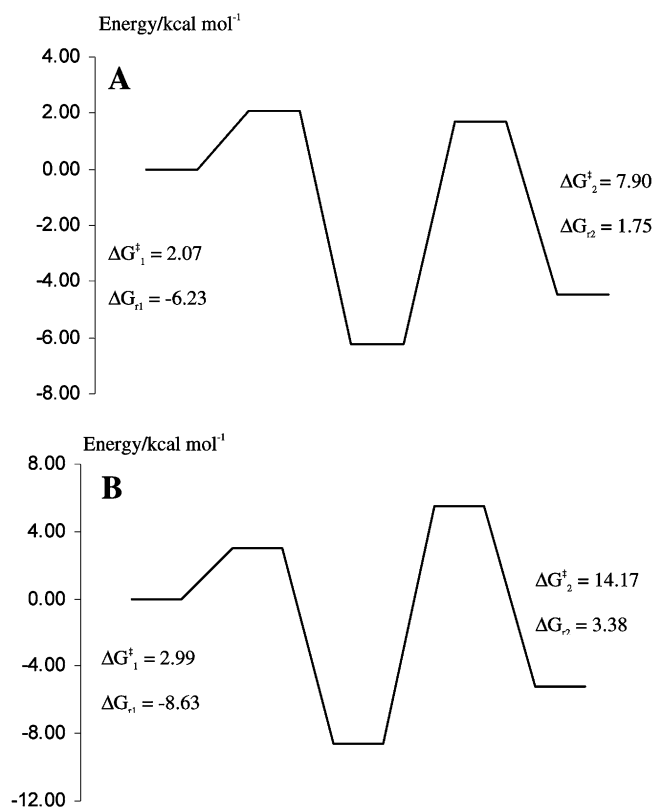 Energy/kcal mol⁻¹
4.00
A
2.00
0.00
ΔG‡₂ = 7.90
ΔGᵣ₂ = 1.75
-2.00
ΔG‡₁ = 2.07
-4.00
ΔGᵣ₁ = -6.23
-6.00
-8.00
Energy/kcal mol⁻¹
8.00
B
4.00
0.00
ΔG‡₂ = 14.17
ΔGᵣ₂ = 3.38
-4.00
ΔG‡₁ = 2.99
ΔGᵣ₁ = -8.63
-8.00
-12.00